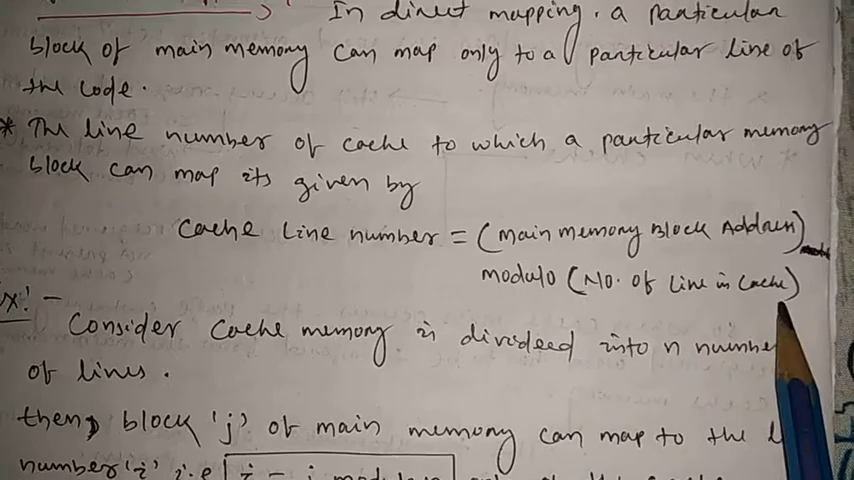 In direct mapping. a particular
block of main memory can map only to a particular line of
the code.
* The line number of cache to which a particular memory
block can map its given by
Cache Line number = (main memory Block Address)
modulo (No. of Line in Cache)
Ex! -
Consider Cache memory is divideed into n number
of lines.
then, block 'j' of main memory can map to the
number 'i' i.e i = j modulo